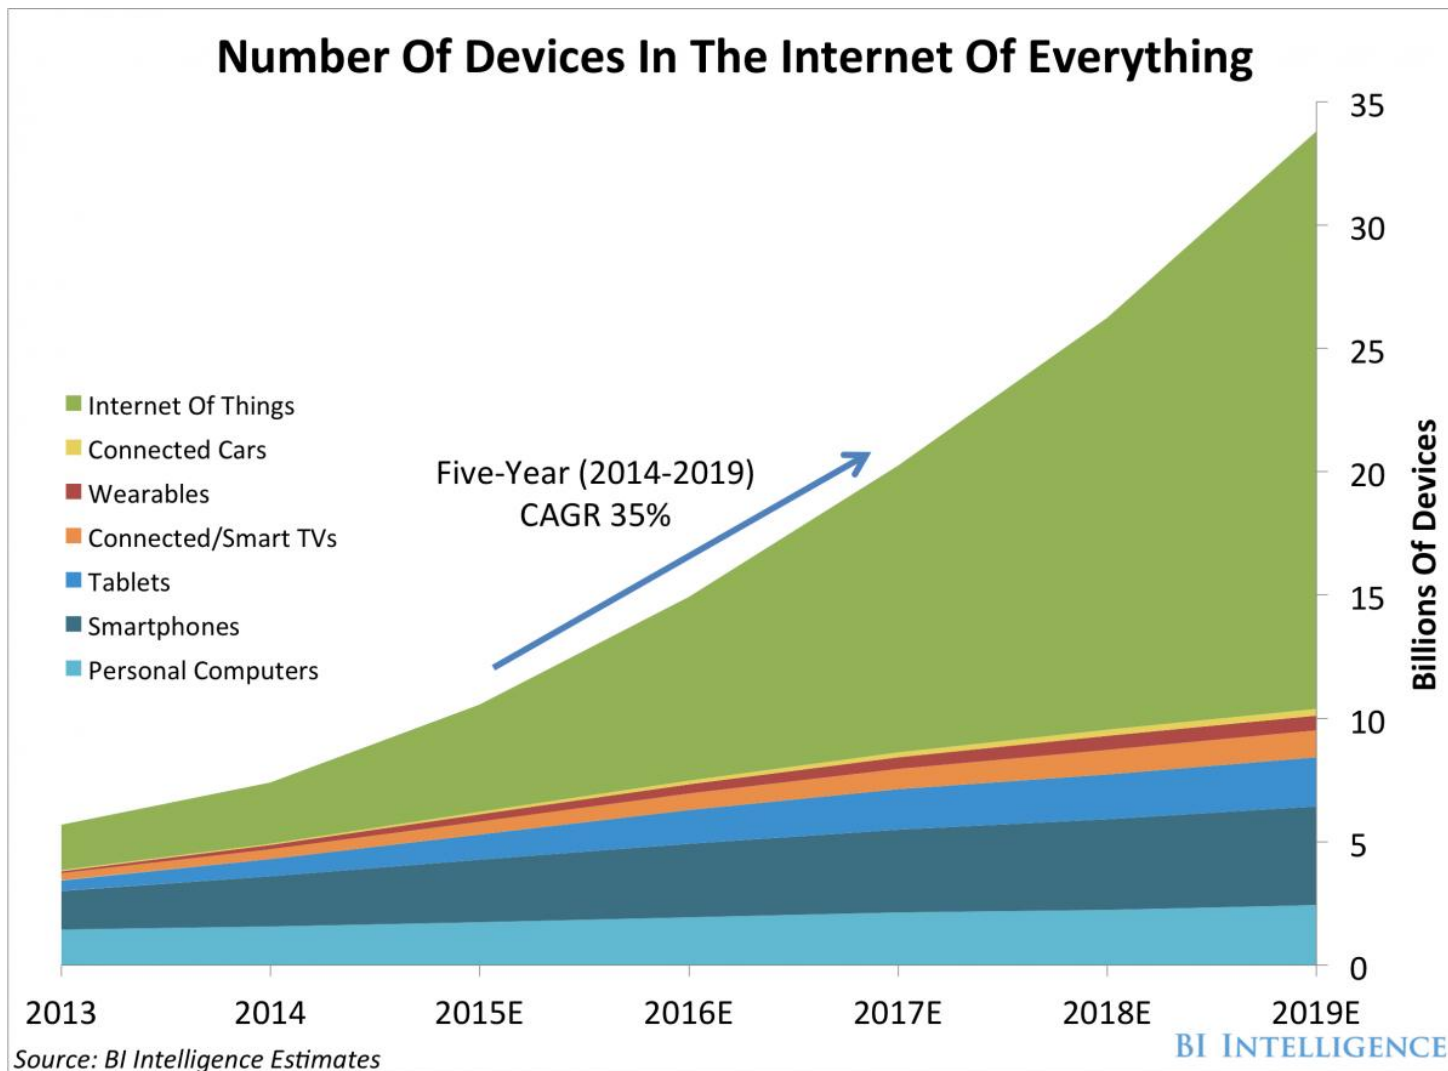 Number Of Devices In The Internet Of Everything
35
30
25
20
15
10
5
0
Billions Of Devices
Internet Of Things
Connected Cars
Wearables
Connected/Smart TVs
Tablets
Smartphones
Personal Computers
Five-Year (2014-2019)
CAGR 35%
2013 2014 2015E 2016E 2017E 2018E 2019E
Source: BI Intelligence Estimates
BI INTELLIGENCE